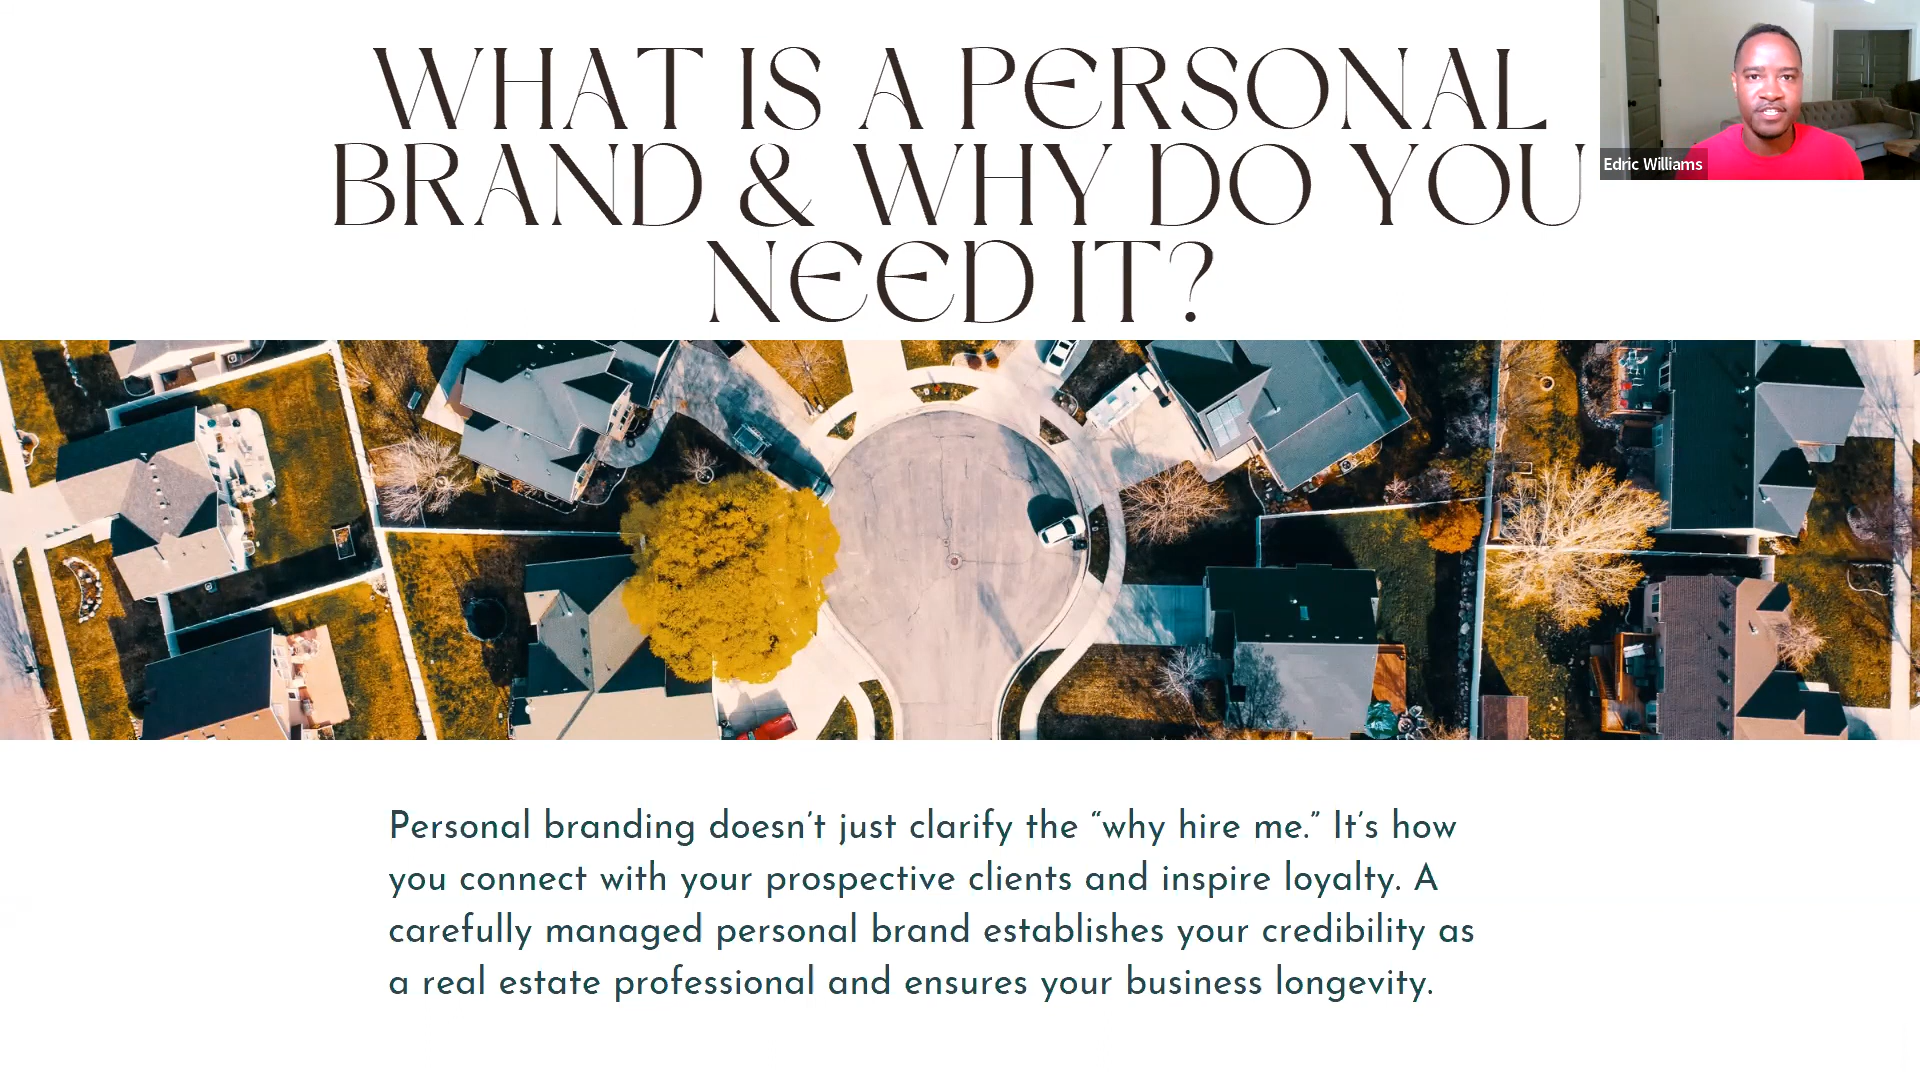 WHAT IS A PERSONAL
BRAND & WHY DO YOU
NEED IT?
Edric Williams
Personal branding doesn’t just clarify the “why hire me.” It’s how
you connect with your prospective clients and inspire loyalty. A
carefully managed personal brand establishes your credibility as
a real estate professional and ensures your business longevity.